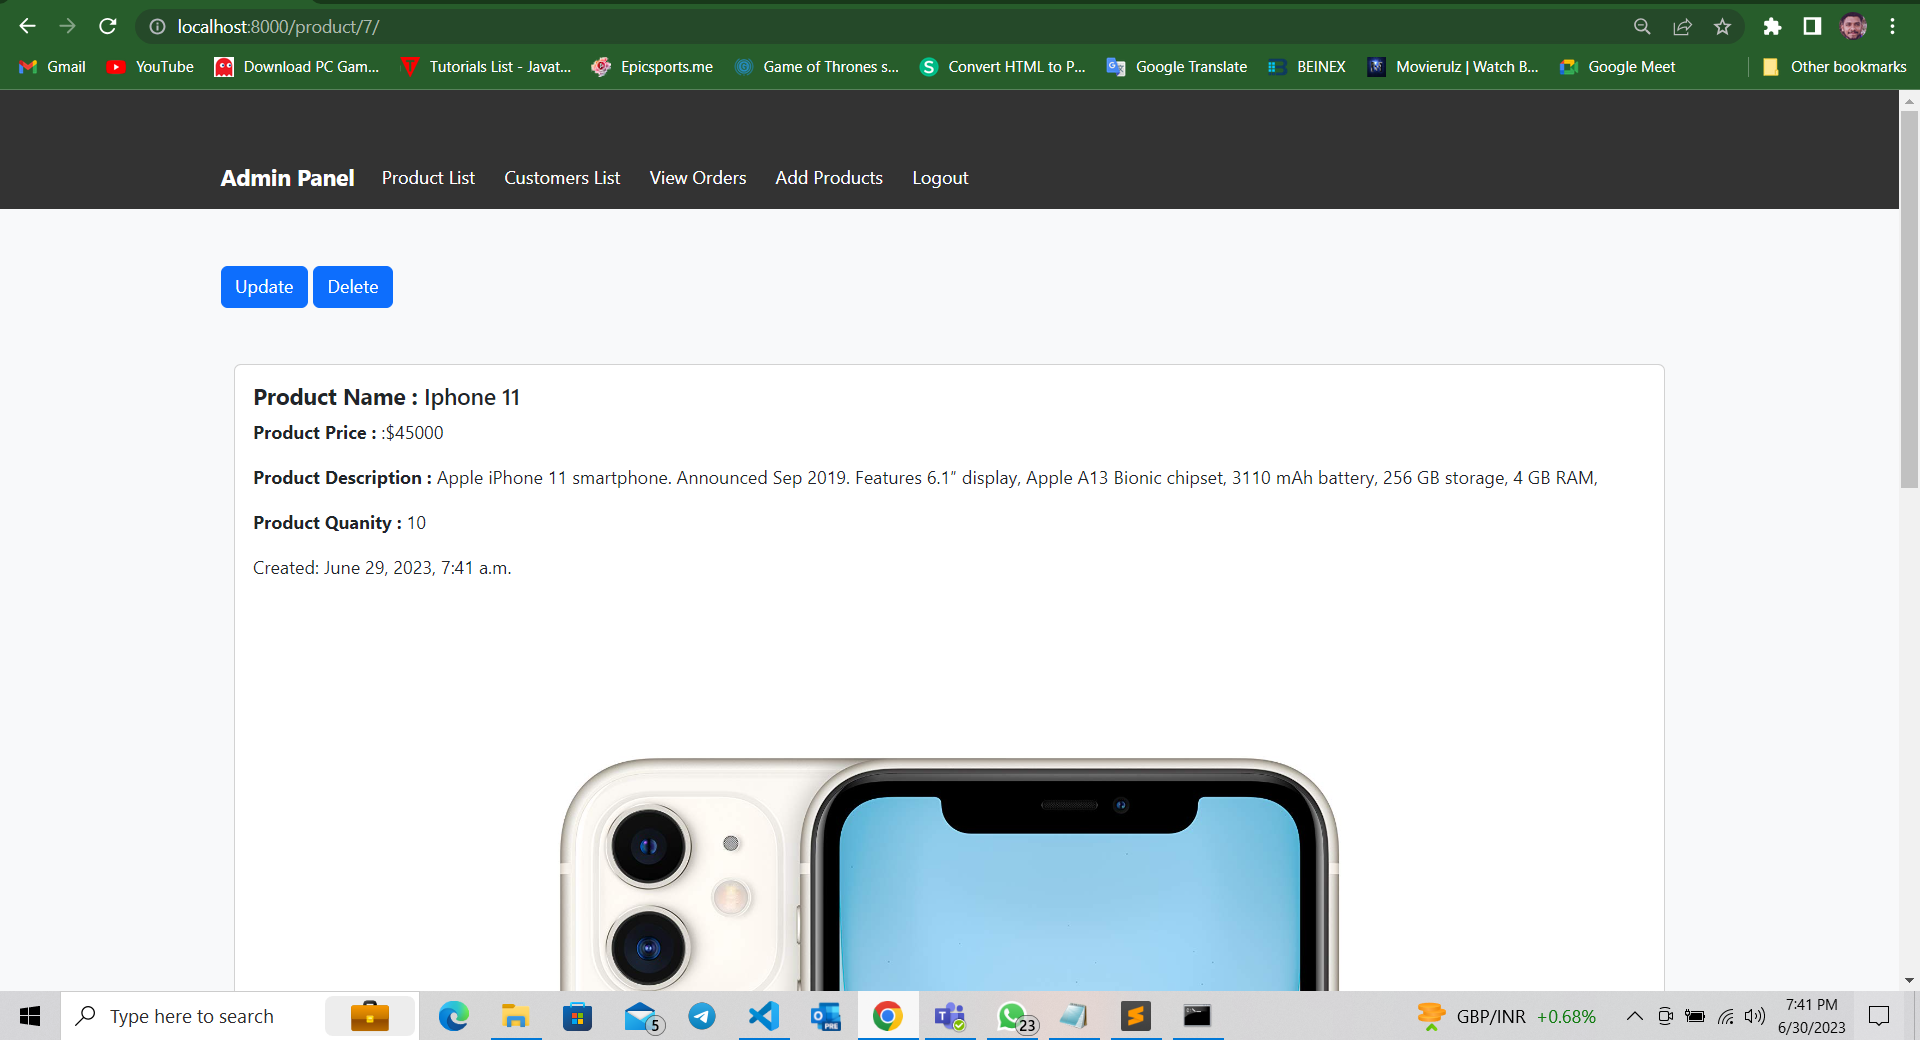 localhost:8000/product/7/
Gmail YouTube Download PC Gam... Tutorials List - Javat... Epicsports.me Game of Thrones s... Convert HTML to P... Google Translate BEINEX Movierulz | Watch B... Google Meet Other bookmarks
Admin Panel Product List Customers List View Orders Add Products Logout
Update Delete
Product Name : Iphone 11
Product Price : :$45000
Product Description : Apple iPhone 11 smartphone. Announced Sep 2019. Features 6.1″ display, Apple A13 Bionic chipset, 3110 mAh battery, 256 GB storage, 4 GB RAM,
Product Quanity : 10
Created: June 29, 2023, 7:41 a.m.
Type here to search 5 PRE 23 GBP/INR +0.68% 7:41 PM
6/30/2023